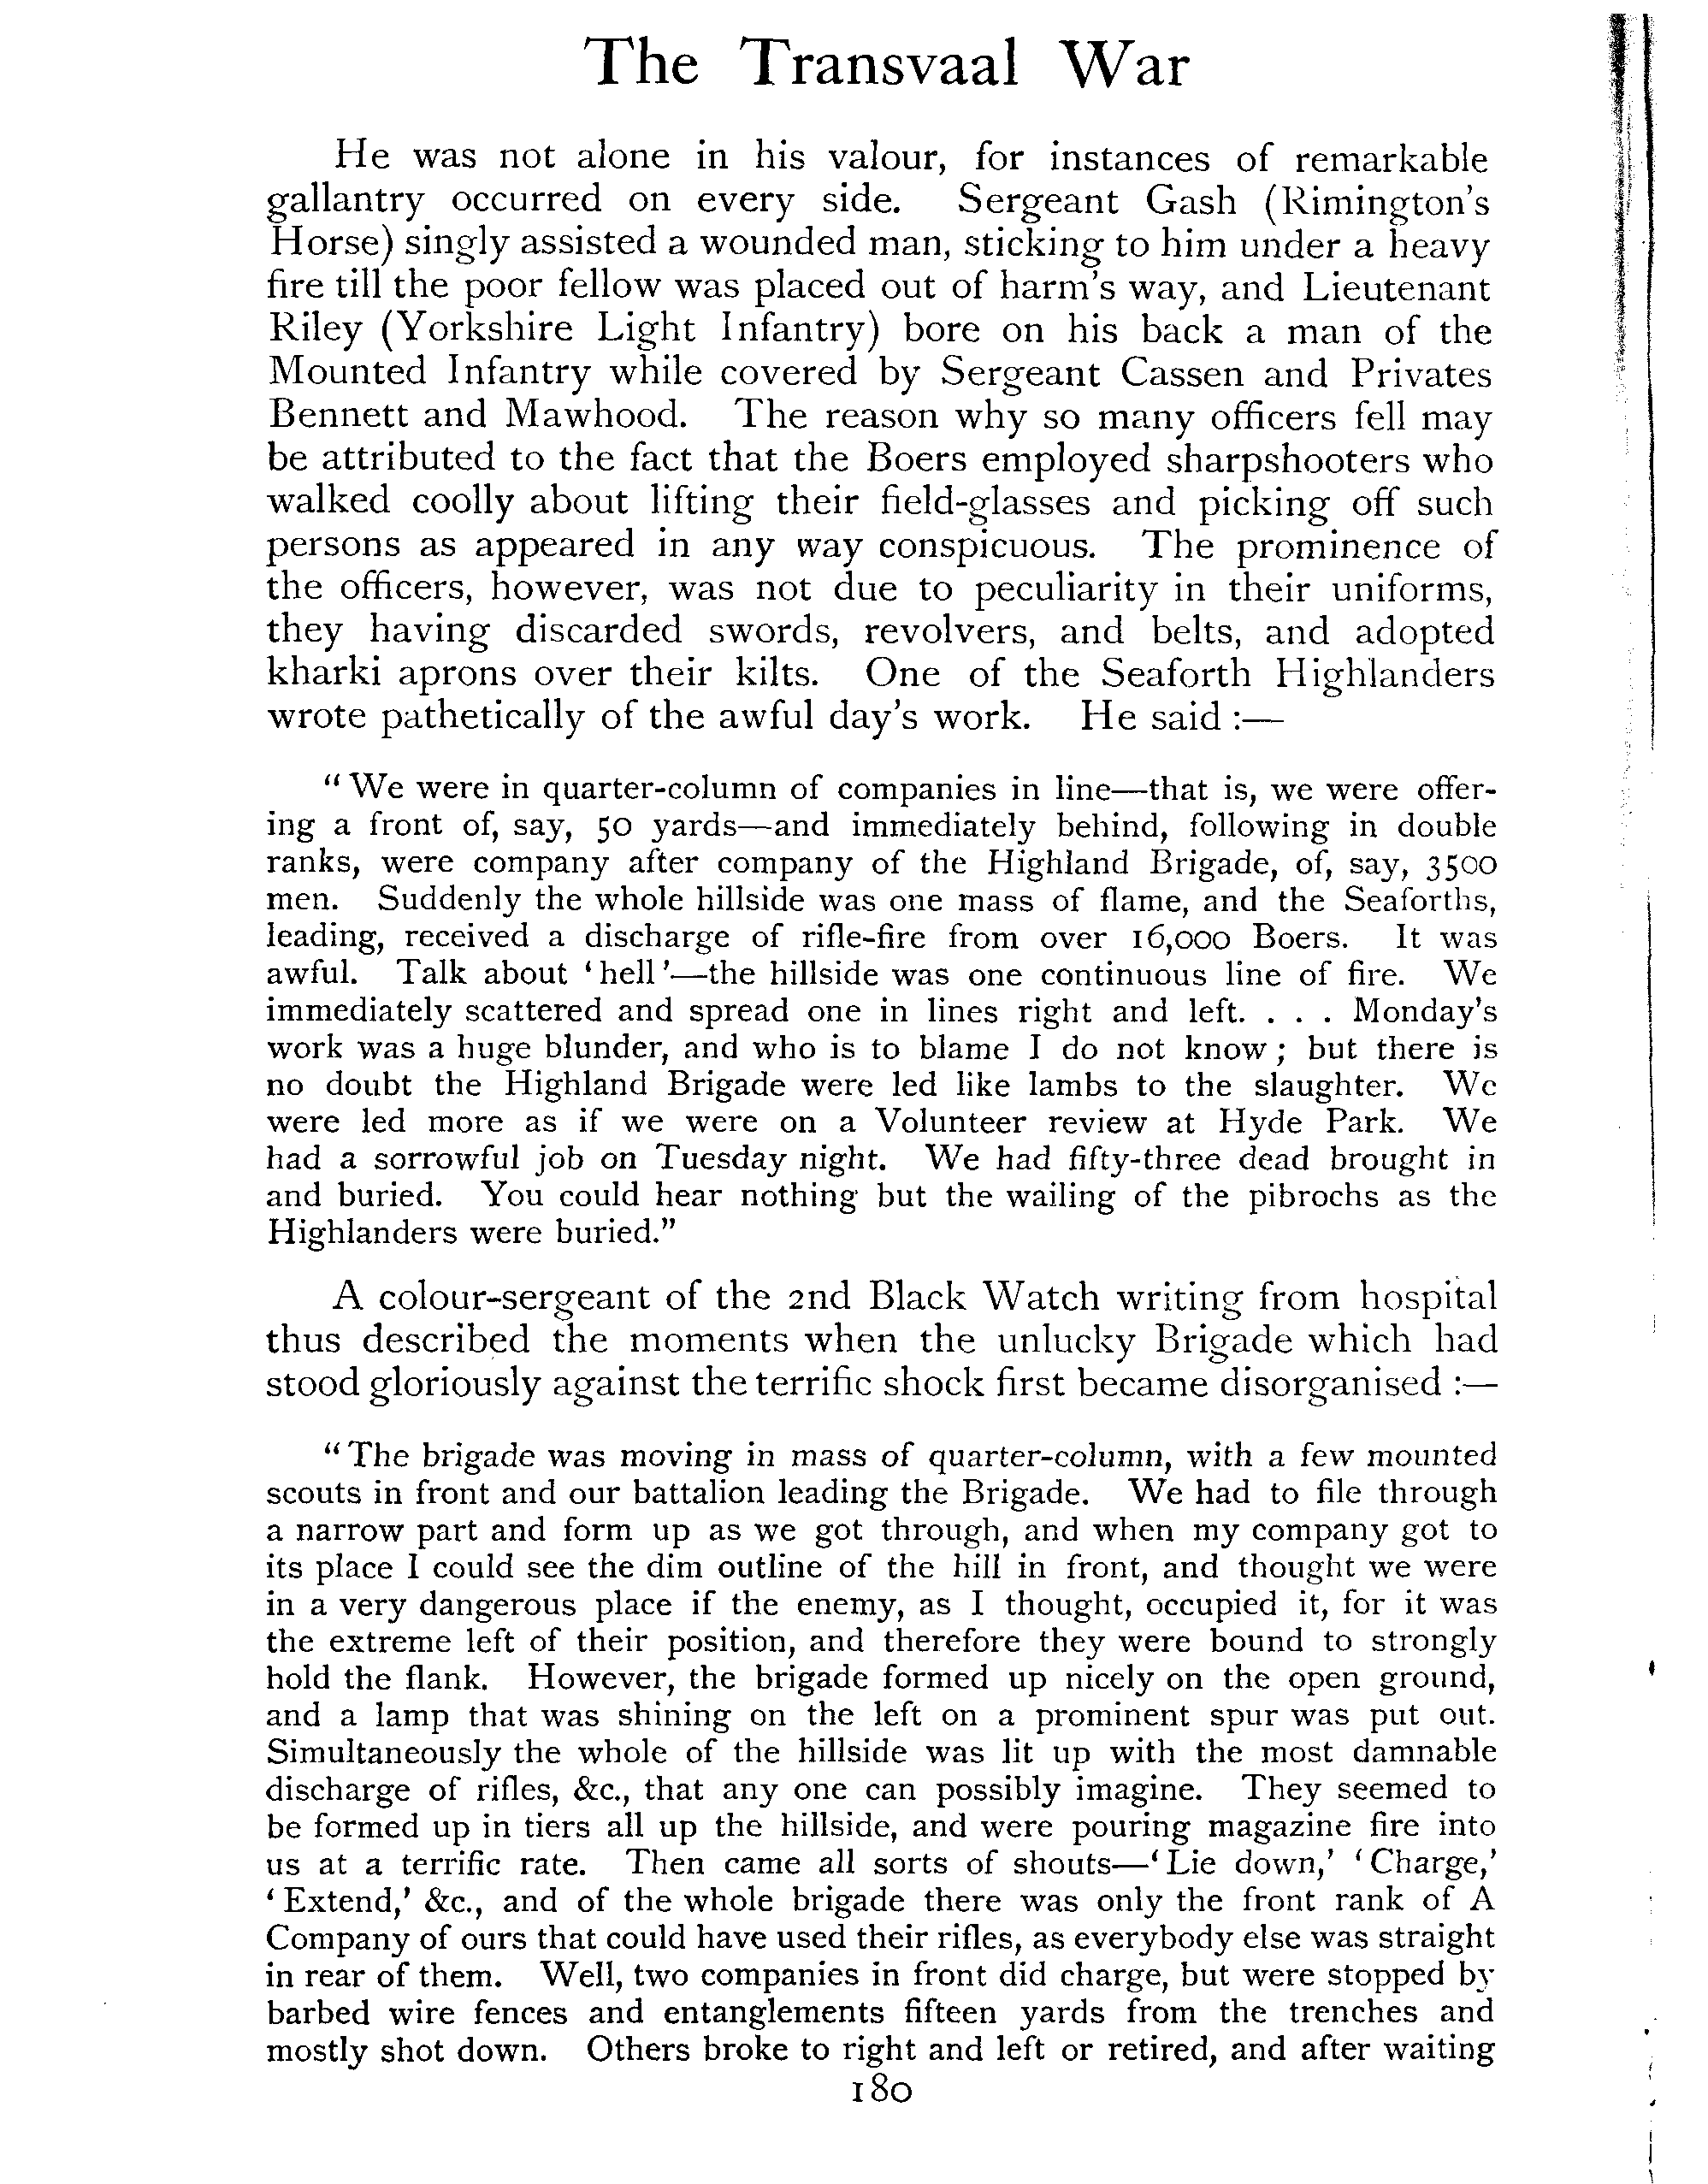 The Transvaal War
He was not alone in his valour, for instances of remarkable
gallantry occurred on every side. Sergeant Gash (Rimington's
Horse) singly assisted a wounded man, sticking to him under a heavy
fire till the poor fellow was placed out of harm's way, and Lieutenant
Riley (Yorkshire Light Infantry) bore on his back a man of the
Mounted Infantry while covered by Sergeant Cassen and Privates
Bennett and Mawhood. The reason why so many officers fell may
be attributed to the fact that the Boers employed sharpshooters who
walked coolly about lifting their field-glasses and picking off such
persons as appeared in any way conspicuous. The prominence of
the officers, however, was not due to peculiarity in their uniforms,
they having discarded swords, revolvers, and belts, and adopted
kharki aprons over their kilts. One of the Seaforth Highlanders
wrote pathetically of the awful day's work. He said :—
"We were in quarter-column of companies in line—that is, we were offer-
ing a front of, say, 50 yards—and immediately behind, following in double
ranks, were company after company of the Highland Brigade, of, say, 3500
men. Suddenly the whole hillside was one mass of flame, and the Seaforths,
leading, received a discharge of rifle-fire from over 16,000 Boers. It was
awful. Talk about 'hell'—the hillside was one continuous line of fire. We
immediately scattered and spread one in lines right and left. . . . Monday's
work was a huge blunder, and who is to blame I do not know; but there is
no doubt the Highland Brigade were led like lambs to the slaughter. We
were led more as if we were on a Volunteer review at Hyde Park. We
had a sorrowful job on Tuesday night. We had fifty-three dead brought in
and buried. You could hear nothing but the wailing of the pibrochs as the
Highlanders were buried."
A colour-sergeant of the 2nd Black Watch writing from hospital
thus described the moments when the unlucky Brigade which had
stood gloriously against the terrific shock first became disorganised :—
"The brigade was moving in mass of quarter-column, with a few mounted
scouts in front and our battalion leading the Brigade. We had to file through
a narrow part and form up as we got through, and when my company got to
its place I could see the dim outline of the hill in front, and thought we were
in a very dangerous place if the enemy, as I thought, occupied it, for it was
the extreme left of their position, and therefore they were bound to strongly
hold the flank. However, the brigade formed up nicely on the open ground,
and a lamp that was shining on the left on a prominent spur was put out.
Simultaneously the whole of the hillside was lit up with the most damnable
discharge of rifles, &c., that any one can possibly imagine. They seemed to
be formed up in tiers all up the hillside, and were pouring magazine fire into
us at a terrific rate. Then came all sorts of shouts—'Lie down,' 'Charge,'
'Extend,' &c., and of the whole brigade there was only the front rank of A
Company of ours that could have used their rifles, as everybody else was straight
in rear of them. Well, two companies in front did charge, but were stopped by
barbed wire fences and entanglements fifteen yards from the trenches and
mostly shot down. Others broke to right and left or retired, and after waiting
180